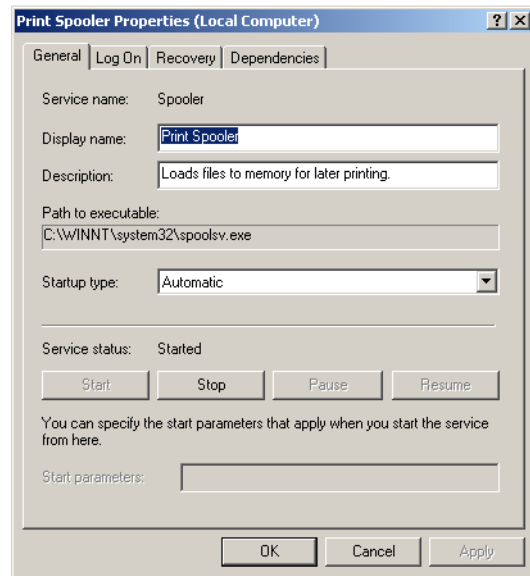 Print Spooler Properties (Local Computer)
General Log On Recovery Dependencies
Service name: Spooler
Display name: Print Spooler
Description: Loads files to memory for later printing.
Path to executable:
C:\WINNT\system32\spoolsv.exe
Startup type: Automatic
Service status: Started
Start Stop Pause Resume
You can specify the start parameters that apply when you start the service
from here.
Start parameters:
OK Cancel Apply